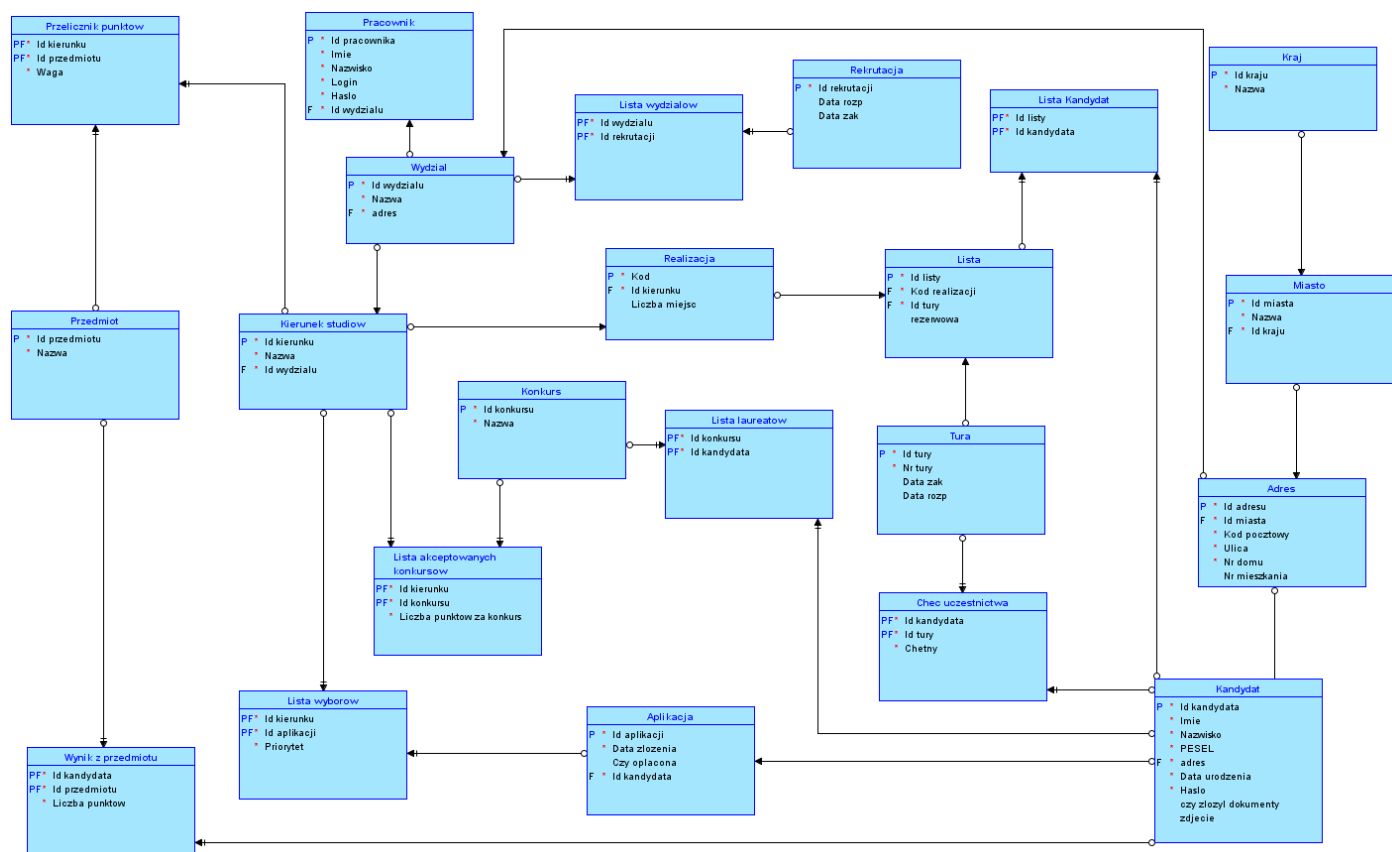 Przelicznik punktow
PF* Id kierunku
PF* Id przedmiotu
* Waga
Pracownik
P * Id pracownika
* Imie
* Nazwisko
* Login
* Haslo
F * Id wydzialu
Rekrutacja
P * Id rekrutacji
Data rozp
Data zak
Kraj
P * Id kraju
* Nazwa
Lista wydzialow
PF* Id wydzialu
PF* Id rekrutacji
Lista Kandydat
PF* Id listy
PF* Id kandydata
Wydzial
P * Id wydzialu
* Nazwa
F * adres
Realizacja
P * Kod
F * Id kierunku
Liczba miejsc
Lista
P * Id listy
F * Kod realizacji
F * Id tury
rezerwowa
Miasto
P * Id miasta
* Nazwa
F * Id kraju
Przedmiot
P * Id przedmiotu
* Nazwa
Kierunek studiow
P * Id kierunku
* Nazwa
F * Id wydzialu
Konkurs
P * Id konkursu
* Nazwa
Lista laureatow
PF* Id konkursu
PF* Id kandydata
Tura
P * Id tury
* Nr tury
Data zak
Data rozp
Adres
P * Id adresu
F * Id miasta
* Kod pocztowy
* Ulica
* Nr domu
Nr mieszkania
Lista akceptowanych
konkursow
PF* Id kierunku
PF* Id konkursu
* Liczba punktow za konkurs
Chec uczestnictwa
PF* Id kandydata
PF* Id tury
* Chetny
Lista wyborow
PF* Id kierunku
PF* Id aplikacji
* Priorytet
Aplikacja
P * Id aplikacji
* Data zlozenia
Czy oplacona
F * Id kandydata
Kandydat
P * Id kandydata
* Imie
* Nazwisko
* PESEL
F * adres
* Data urodzenia
* Haslo
czy zlozyl dokumenty
zdjecie
Wynik z przedmiotu
PF* Id kandydata
PF* Id przedmiotu
* Liczba punktow